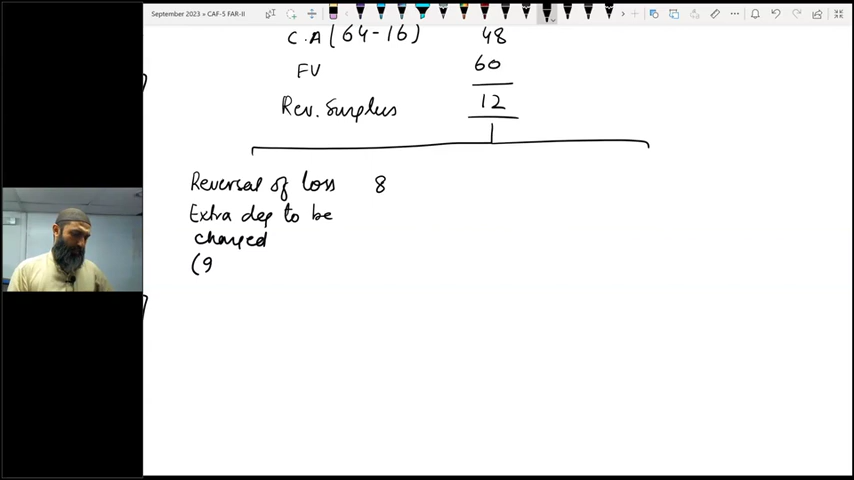 September 2023 » CAF-5 FAR-II
C.A (64-16) 48
FV 60
Rev. Surplus 12
Reversal of loss 8
Extra dep to be
charged
(9